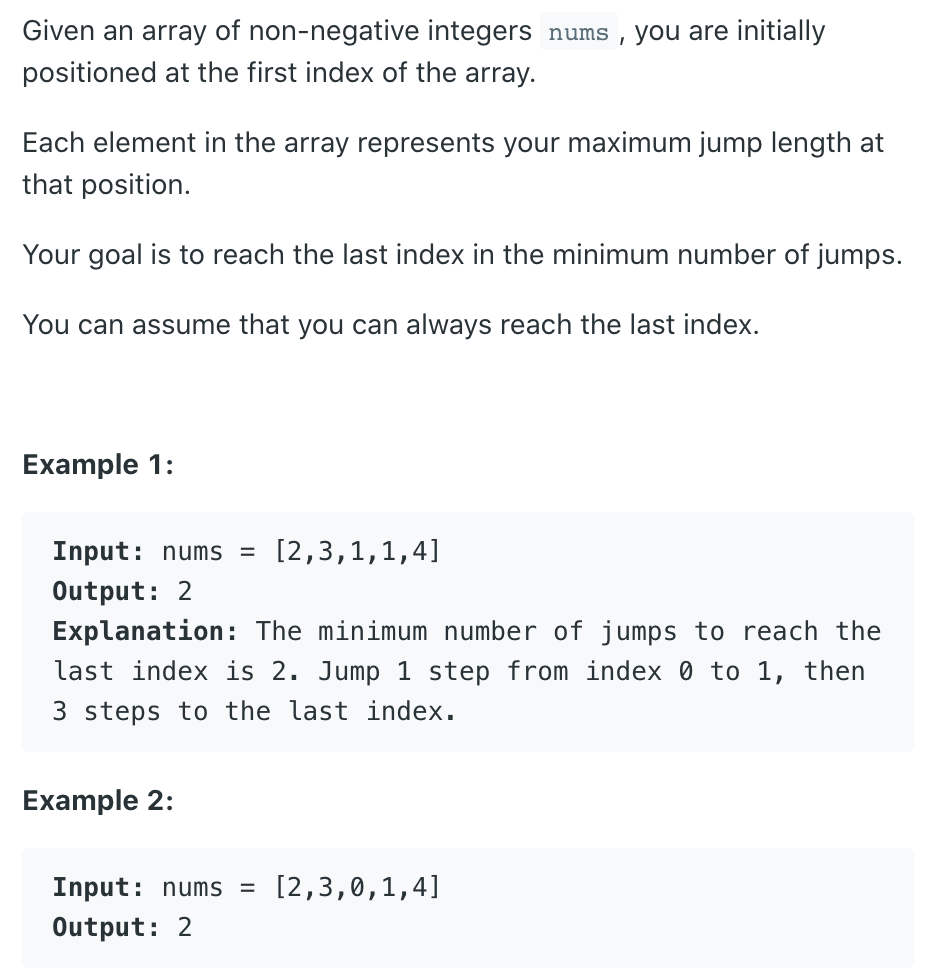 Given an array of non-negative integers nums , you are initially
positioned at the first index of the array.
Each element in the array represents your maximum jump length at
that position.
Your goal is to reach the last index in the minimum number of jumps.
You can assume that you can always reach the last index.
Example 1:
Input: nums = [2,3,1,1,4]
Output: 2
Explanation: The minimum number of jumps to reach the
last index is 2. Jump 1 step from index 0 to 1, then
3 steps to the last index.
Example 2:
Input: nums = [2,3,0,1,4]
Output: 2